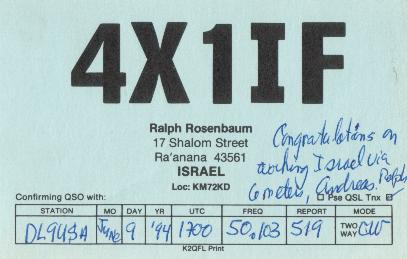 4X1IF
Ralph Rosenbaum
17 Shalom Street
Ra'anana 43561
ISRAEL
Loc: KM72KD
Congratulations on
working Israel via
6 meters, Andreas. Ralph
Pse QSL Tnx
Confirming QSO with:
STATION MO DAY YR UTC FREQ REPORT MODE
DL9USA June 9 '94 1700 50.103 519 TWO WAY CW
K2QFL Print